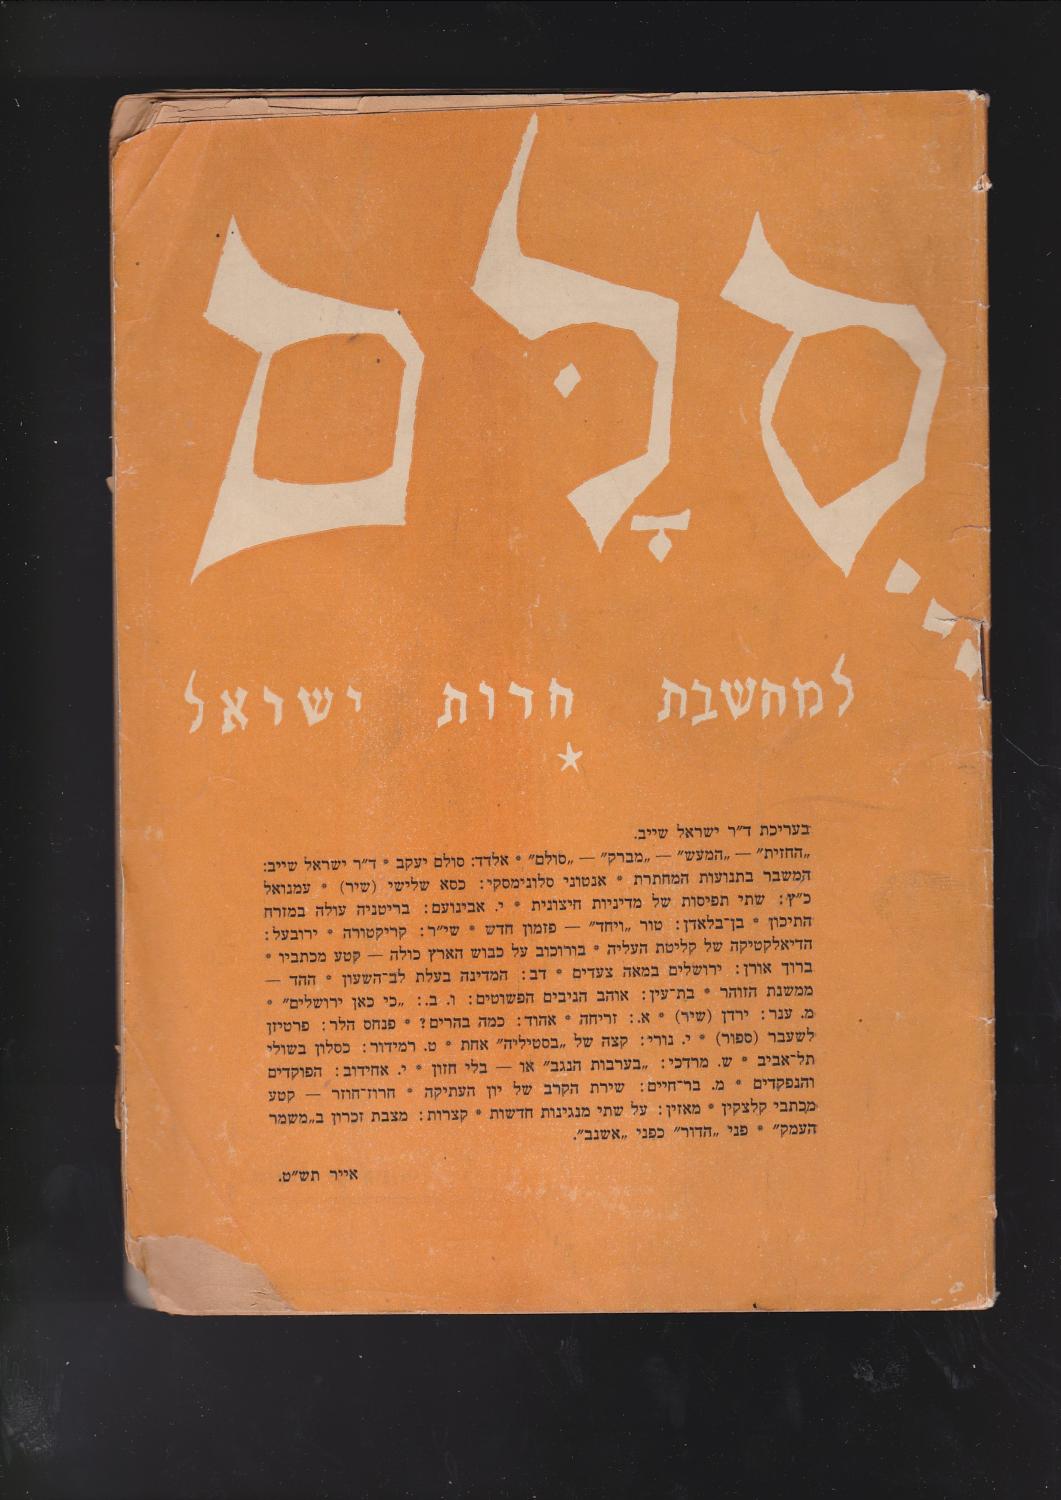 סֻלָּם
למחשבת חדות ישראל
בעריכת ד״ר ישראל שייב.
„החזית״ — „המעש״ — „מברק״ — „סולם״ * אלדד: סולם יעקב * ד״ר ישראל שייב:
המשבר בתנועות המחתרת * אנטוני סלונימסקי: כסא שלישי (שיר) * עמנואל
כ״ץ: שתי תפיסות של מדיניות חיצונית * י. אבינועם: בריטניה עולה במזרח
התיכון * בן־בלאדן: טור „ויחד״ — פזמון חדש * שי״ר: קריקטורה * ירובעל:
הדיאלקטיקה של קליטת העליה * בורוכוב על כבוש הארץ כולה — קטע מכתביו *
ברוך אורן: ירושלים במאה צעדים * דב: המדינה בעלת לב־השעון * ההד —
ממשנת הזוהר * בת־עין: אוהב הניבים הפשוטים: ו. ב.: „כי כאן ירושלים״ *
מ. ענר: ירדן (שיר) * א.: זריחה * אהוד: כמה בהרים? * פנחס הלר: פרטיזן
לשעבר (ספור) * י. נורי: קצה של „בסטיליה״ אחת * ט. רמידור: כסלון בשולי
תל־אביב * ש. מרדכי: „בערבות הנגב״ או — בלי חזון * י. אחידוב: הפוקדים
והנפקדים * מ. בר־חיים: שירת הקרב של יון העתיקה * חרוז־חוזר — קטע
מכתבי קלצקין * מאזין: על שתי מנגינות חדשות * קצרות: מצבת זכרון ב„משמר
העמק״ * פני „הדור״ כפני „אשנב״.
אייר תש״ט.